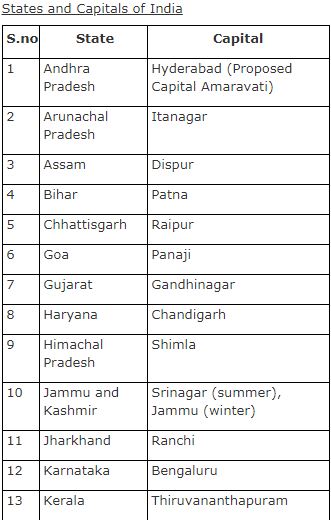 States and Capitals of India
S.no State Capital
1 Andhra Hyderabad (Proposed
Pradesh Capital Amaravati)
2 Arunachal Itanagar
Pradesh
3 Assam Dispur
4 Bihar Patna
5 Chhattisgarh Raipur
6 Goa Panaji
7 Gujarat Gandhinagar
8 Haryana Chandigarh
9 Himachal Shimla
Pradesh
10 Jammu and Srinagar (summer),
Kashmir Jammu (winter)
11 Jharkhand Ranchi
12 Karnataka Bengaluru
13 Kerala Thiruvananthapuram